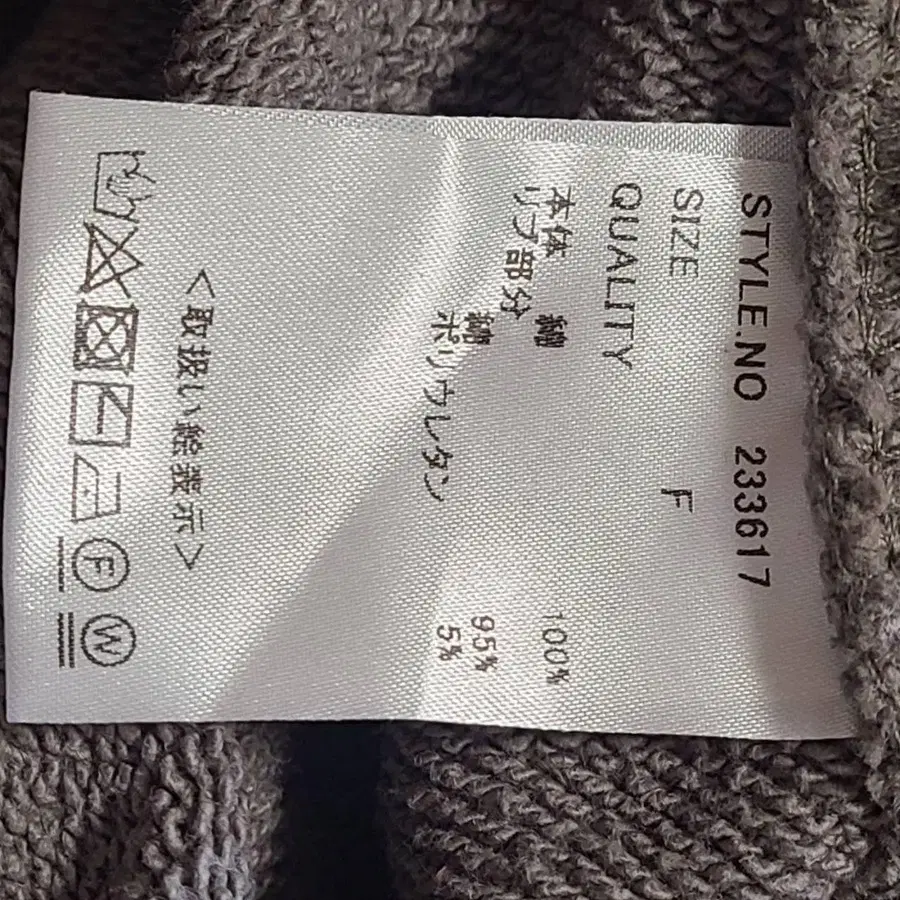 STYLE.NO 233617
SIZE F
QUALITY
本体 綿 100%
リブ部分 綿 95%
ポリウレタン 5%
<取扱い絵表示>
F W